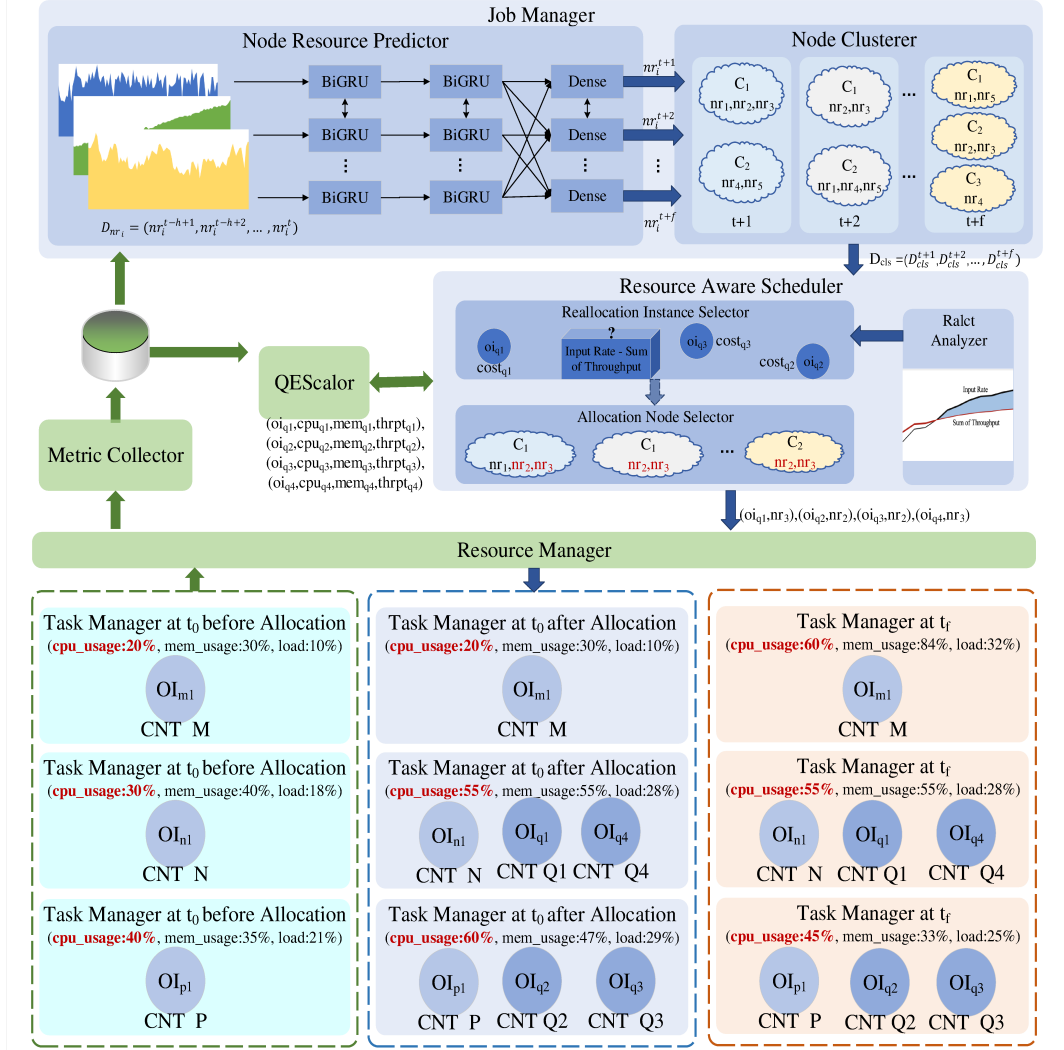 Job Manager
Node Resource Predictor
BiGRU
BiGRU
Dense
BiGRU
BiGRU
Dense
⋮
⋮
⋮
BiGRU
BiGRU
Dense
D_{nr_i} = (nr_i^{t-h+1}, nr_i^{t-h+2}, ... , nr_i^t)
nr_i^{t+1}
nr_i^{t+2}
⋮
nr_i^{t+f}
Node Clusterer
C1
nr1,nr2,nr3
C2
nr4,nr5
t+1
C1
nr2,nr3
C2
nr1,nr4,nr5
t+2
...
...
C1
nr1,nr5
C2
nr2,nr3
C3
nr4
t+f
D_cls =(D_cls^{t+1},D_cls^{t+2},..., D_cls^{t+f})
Resource Aware Scheduler
Reallocation Instance Selector
oi_q1
cost_q1
?
Input Rate - Sum
of Throughput
oi_q3 cost_q3
cost_q2 oi_q2
Allocation Node Selector
C1
nr1,nr2,nr3
C1
nr2,nr3
...
C2
nr2,nr3
Ralct
Analyzer
Input Rate
Sum of Throughput
QEScalor
(oi_q1,cpu_q1,mem_q1,thrpt_q1),
(oi_q2,cpu_q2,mem_q2,thrpt_q2),
(oi_q3,cpu_q3,mem_q3,thrpt_q3),
(oi_q4,cpu_q4,mem_q4,thrpt_q4)
Metric Collector
(oi_q1,nr3),(oi_q2,nr2),(oi_q3,nr2),(oi_q4,nr3)
Resource Manager
Task Manager at t0 before Allocation
(cpu_usage:20%, mem_usage:30%, load:10%)
OI_m1
CNT M
Task Manager at t0 before Allocation
(cpu_usage:30%, mem_usage:40%, load:18%)
OI_n1
CNT N
Task Manager at t0 before Allocation
(cpu_usage:40%, mem_usage:35%, load:21%)
OI_p1
CNT P
Task Manager at t0 after Allocation
(cpu_usage:20%, mem_usage:30%, load:10%)
OI_m1
CNT M
Task Manager at t0 after Allocation
(cpu_usage:55%, mem_usage:55%, load:28%)
OI_n1 OI_q1 OI_q4
CNT N CNT Q1 CNT Q4
Task Manager at t0 after Allocation
(cpu_usage:60%, mem_usage:47%, load:29%)
OI_p1 OI_q2 OI_q3
CNT P CNT Q2 CNT Q3
Task Manager at t_f
(cpu_usage:60%, mem_usage:84%, load:32%)
OI_m1
CNT M
Task Manager at t_f
(cpu_usage:55%, mem_usage:55%, load:28%)
OI_n1 OI_q1 OI_q4
CNT N CNT Q1 CNT Q4
Task Manager at t_f
(cpu_usage:45%, mem_usage:33%, load:25%)
OI_p1 OI_q2 OI_q3
CNT P CNT Q2 CNT Q3